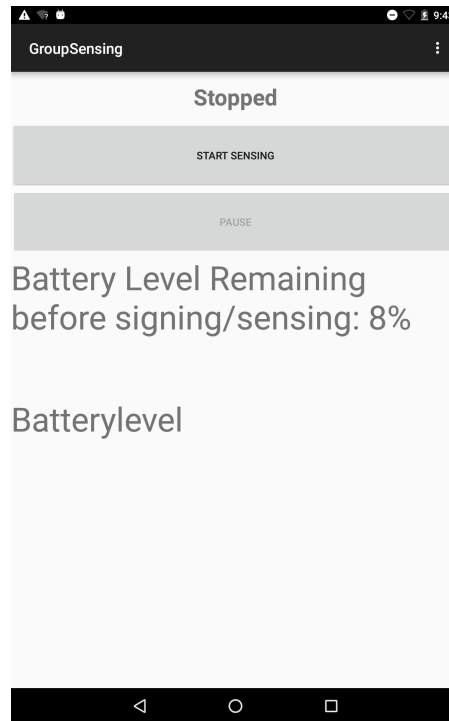 GroupSensing
Stopped
START SENSING
PAUSE
Battery Level Remaining
before signing/sensing: 8%
Batterylevel